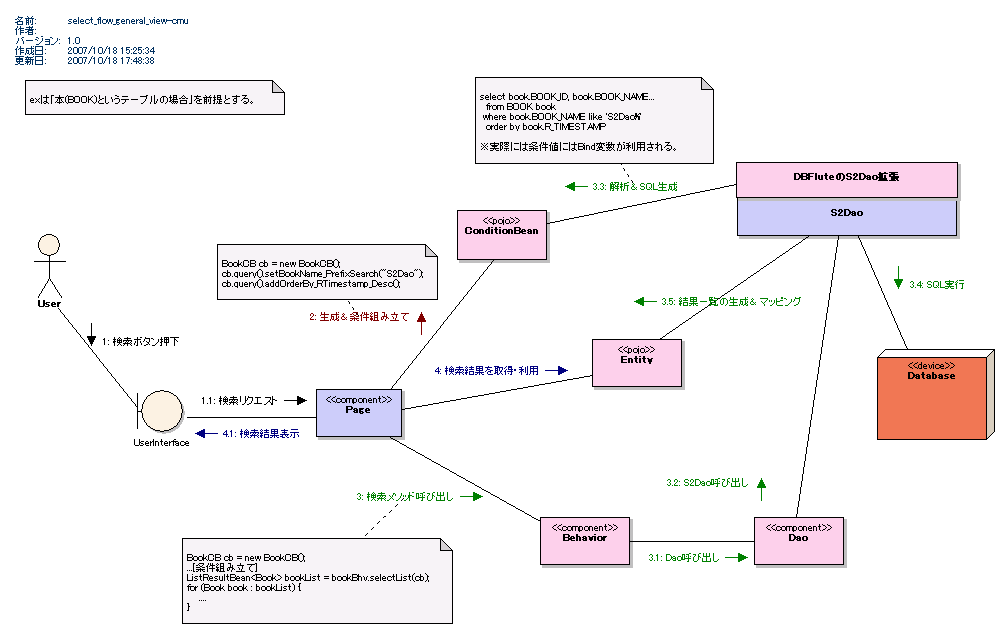 名前: select_flow_general_view-cmu
作者:
バージョン: 1.0
作成日: 2007/10/18 15:25:34
更新日: 2007/10/18 17:48:38
exは「本(BOOK)というテーブルの場合」を前提とする。
select book.BOOK_ID, book.BOOK_NAME...
from BOOK book
where book.BOOK_NAME like 'S2Dao%'
order by book.R_TIMESTAMP
※実際には条件値にはBind変数が利用される。
3.3: 解析＆SQL生成
DBFluteのS2Dao拡張
S2Dao
<<pojo>>
ConditionBean
BookCB cb = new BookCB();
cb.query().setBookName_PrefixSearch("S2Dao");
cb.query().addOrderBy_RTimestamp_Desc();
User
2: 生成＆条件組み立て
3.5: 結果一覧の生成＆マッピング
3.4: SQL実行
1: 検索ボタン押下
<<pojo>>
Entity
<<device>>
Database
4: 検索結果を取得・利用
1.1: 検索リクエスト
<<component>>
Page
4.1: 検索結果表示
UserInterface
3.2: S2Dao呼び出し
3: 検索メソッド呼び出し
<<component>>
Behavior
<<component>>
Dao
3.1: Dao呼び出し
BookCB cb = new BookCB();
...[条件組み立て]
ListResultBean<Book> bookList = bookBhv.selectList(cb);
for (Book book : bookList) {
....
}